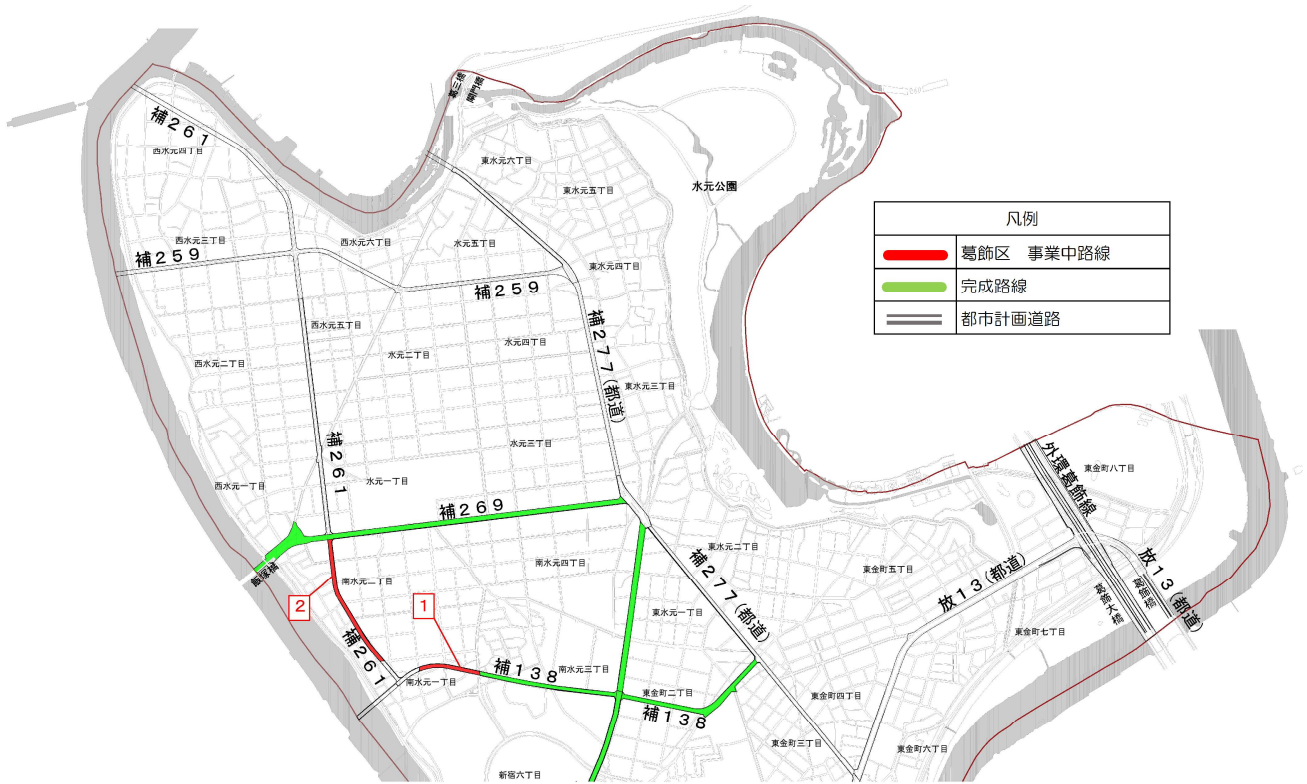 葛三橋
閘門橋
補261
西水元四丁目
東水元六丁目
東水元五丁目
水元公園
凡例
葛飾区 事業中路線
完成路線
都市計画道路
西水元三丁目
西水元六丁目
水元五丁目
補259
東水元四丁目
補259
西水元五丁目
補277(都道)
西水元二丁目
水元二丁目
水元四丁目
東水元三丁目
補261
水元三丁目
西水元一丁目
水元一丁目
外環葛飾線
東金町八丁目
補269
飯塚橋
南水元二丁目
南水元四丁目
東水元二丁目
補277(都道)
東金町五丁目
放13(都道)
放13(都道)
葛飾橋
葛飾大橋
2
1
東水元一丁目
東金町七丁目
補261
南水元一丁目
補138
南水元三丁目
東金町二丁目
補138
東金町四丁目
東金町三丁目
東金町六丁目
新宿六丁目